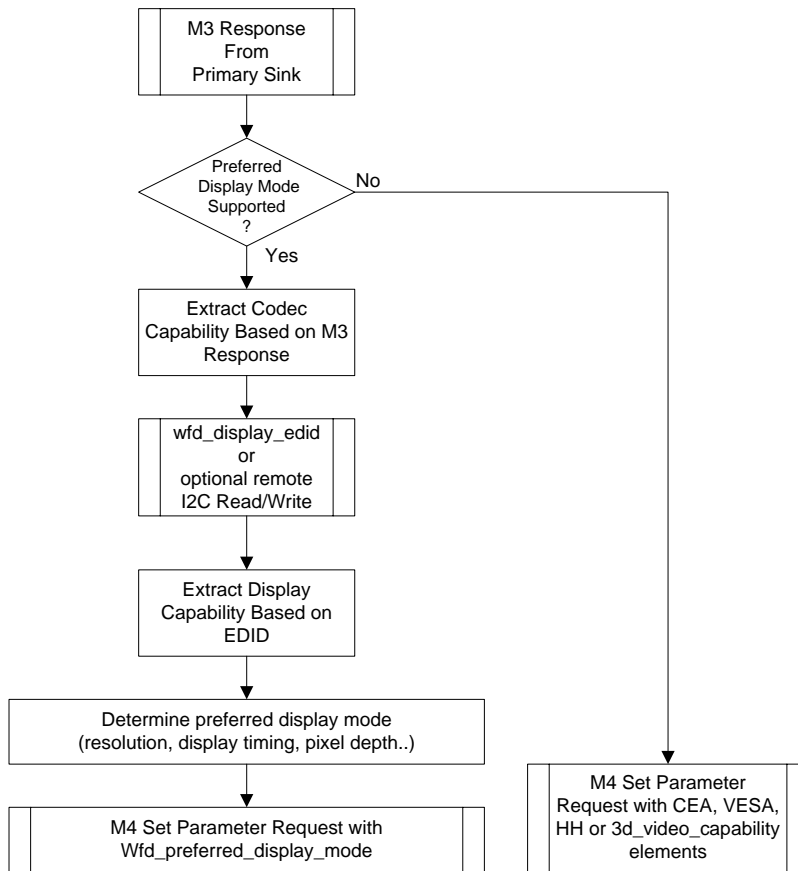 M3 Response
From
Primary Sink
Preferred
Display Mode
Supported
?
No
Yes
Extract Codec
Capability Based on M3
Response
wfd_display_edid
or
optional remote
I2C Read/Write
Extract Display
Capability Based on
EDID
Determine preferred display mode
(resolution, display timing, pixel depth..)
M4 Set Parameter Request with
Wfd_preferred_display_mode
M4 Set Parameter
Request with CEA, VESA,
HH or 3d_video_capability
elements